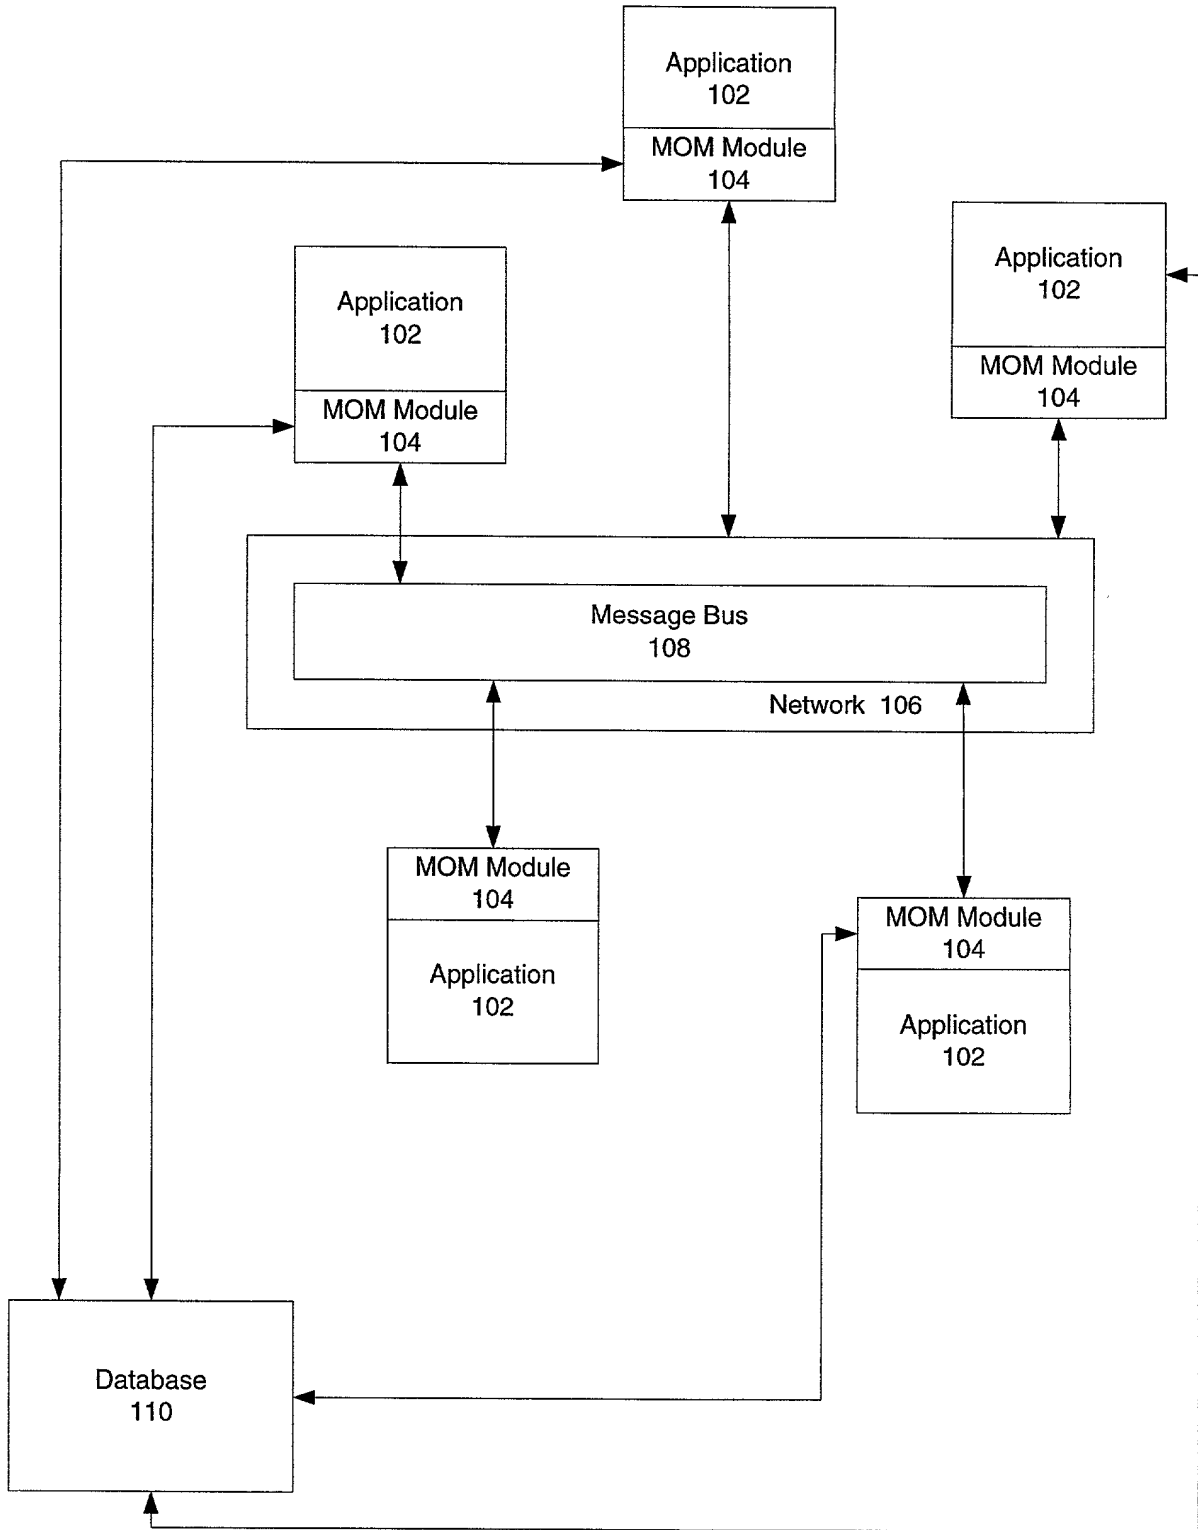 Application
102
MOM Module
104
Application
102
MOM Module
104
Application
102
MOM Module
104
Message Bus
108
Network 106
MOM Module
104
Application
102
MOM Module
104
Application
102
Database
110